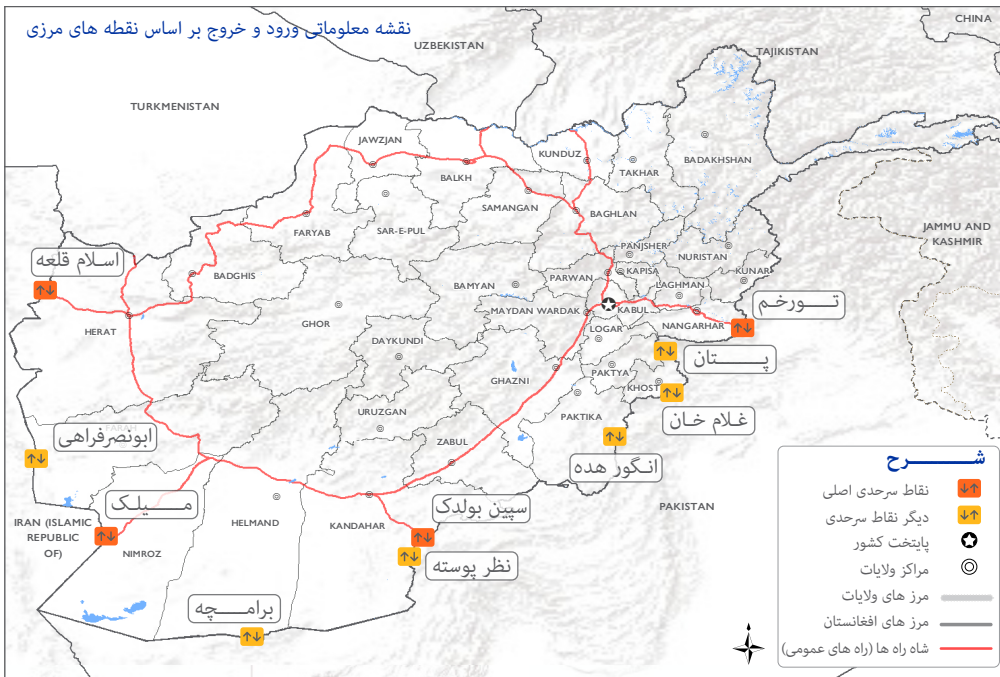 نقشه معلوماتی ورود و خروج بر اساس نقطه های مرزی
CHINA
UZBEKISTAN
TAJIKISTAN
TURKMENISTAN
JAWZJAN
KUNDUZ
BALKH
TAKHAR
BADAKHSHAN
SAMANGAN
BAGHLAN
FARYAB
SAR-E-PUL
JAMMU AND
KASHMIR
PANJSHER
NURISTAN
اسلام قلعه
BADGHIS
PARWAN
KAPISA
KUNAR
BAMYAN
LAGHMAN
تورخم
HERAT
GHOR
MAYDAN WARDAK
KABUL
LOGAR
NANGARHAR
DAYKUNDI
پتان
GHAZNI
PAKTYA
KHOST
URUZGAN
PAKTIKA
غلام خان
FARAH
ابونصرفراهی
ZABUL
انگور هده
میلک
سپین بولدک
IRAN (ISLAMIC
REPUBLIC
OF)
HELMAND
KANDAHAR
PAKISTAN
NIMROZ
نظر پوسته
برامچه
شرح
نقاط سرحدی اصلی
دیگر نقاط سرحدی
پایتخت کشور
مراکز ولایات
مرز های ولایات
مرز های افغانستان
شاه راه ها (راه های عمومی)